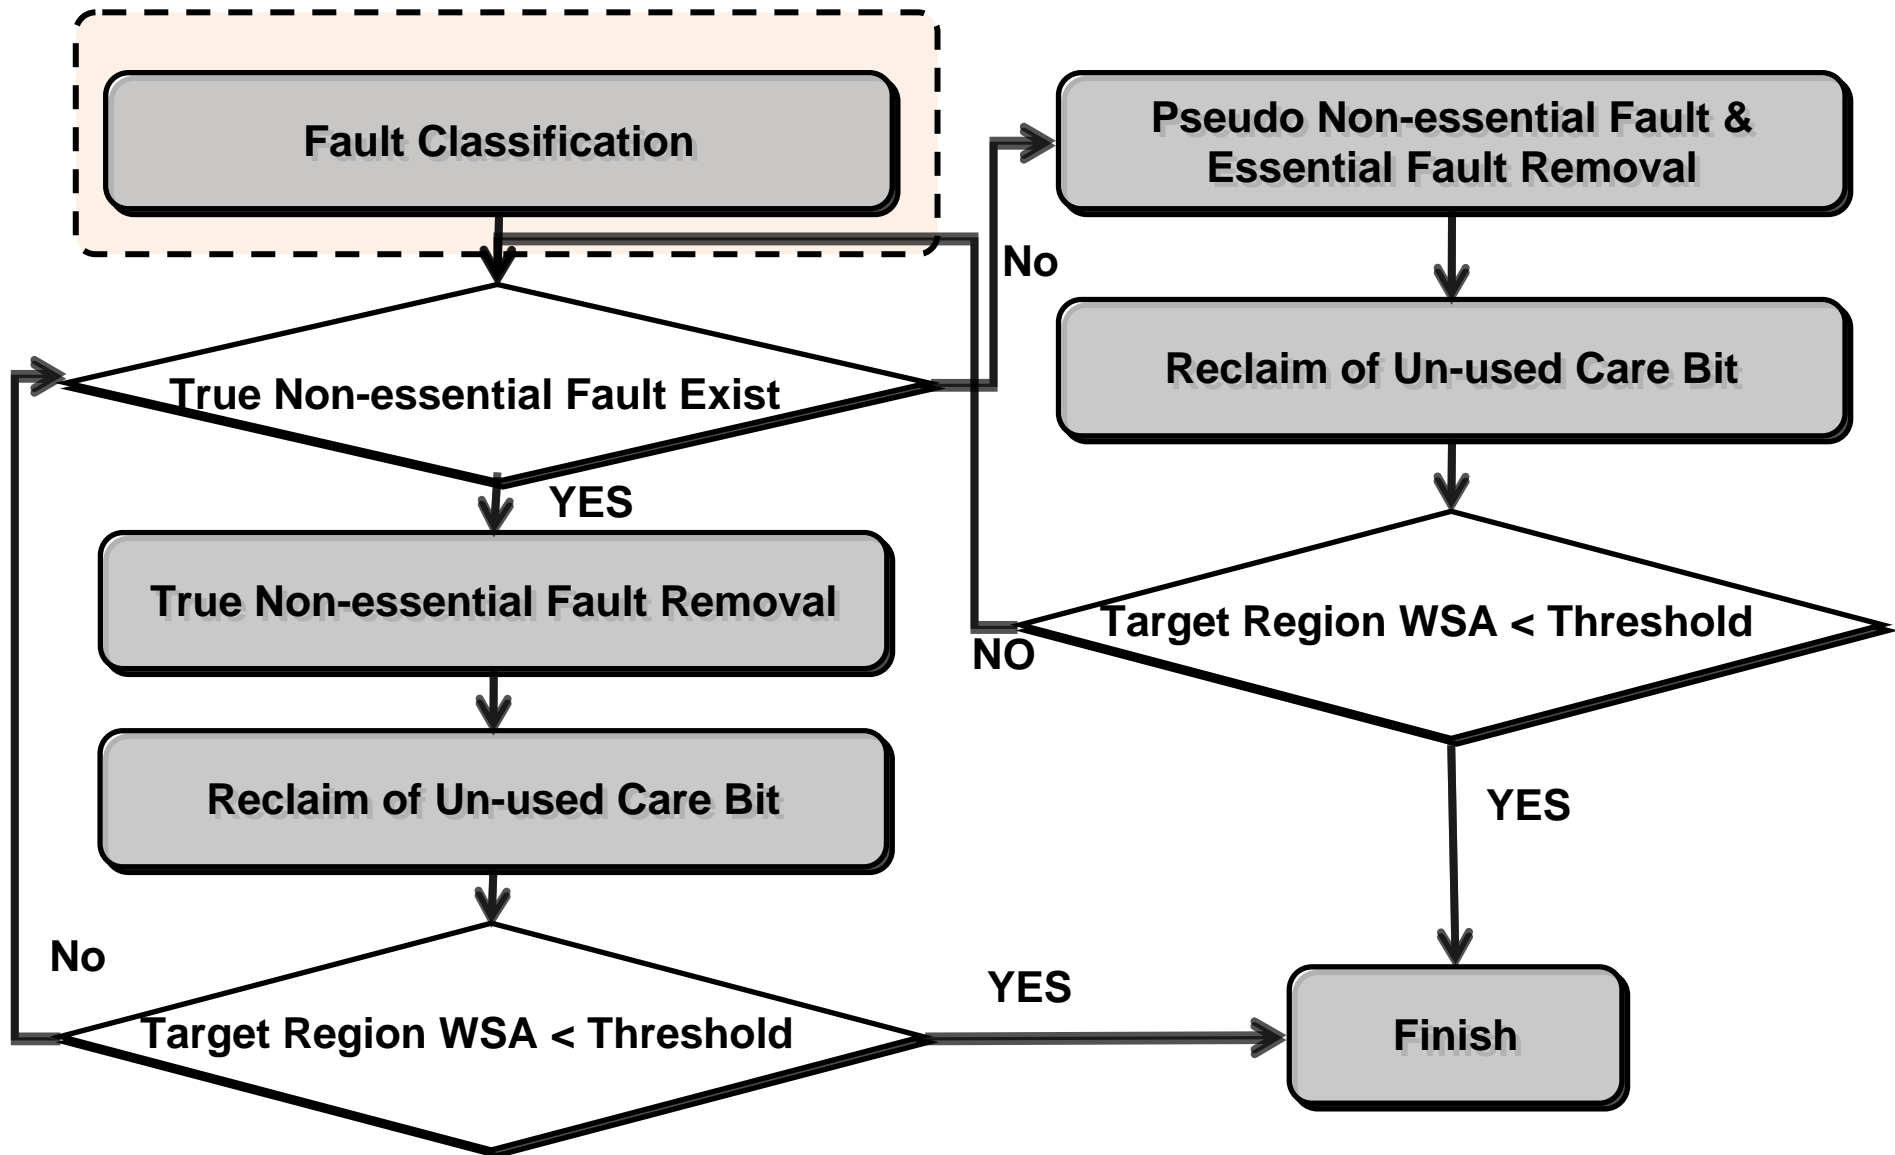 Fault Classification
True Non-essential Fault Exist
YES
True Non-essential Fault Removal
Reclaim of Un-used Care Bit
No
Target Region WSA < Threshold
YES
No
Pseudo Non-essential Fault &
Essential Fault Removal
Reclaim of Un-used Care Bit
Target Region WSA < Threshold
NO
YES
Finish